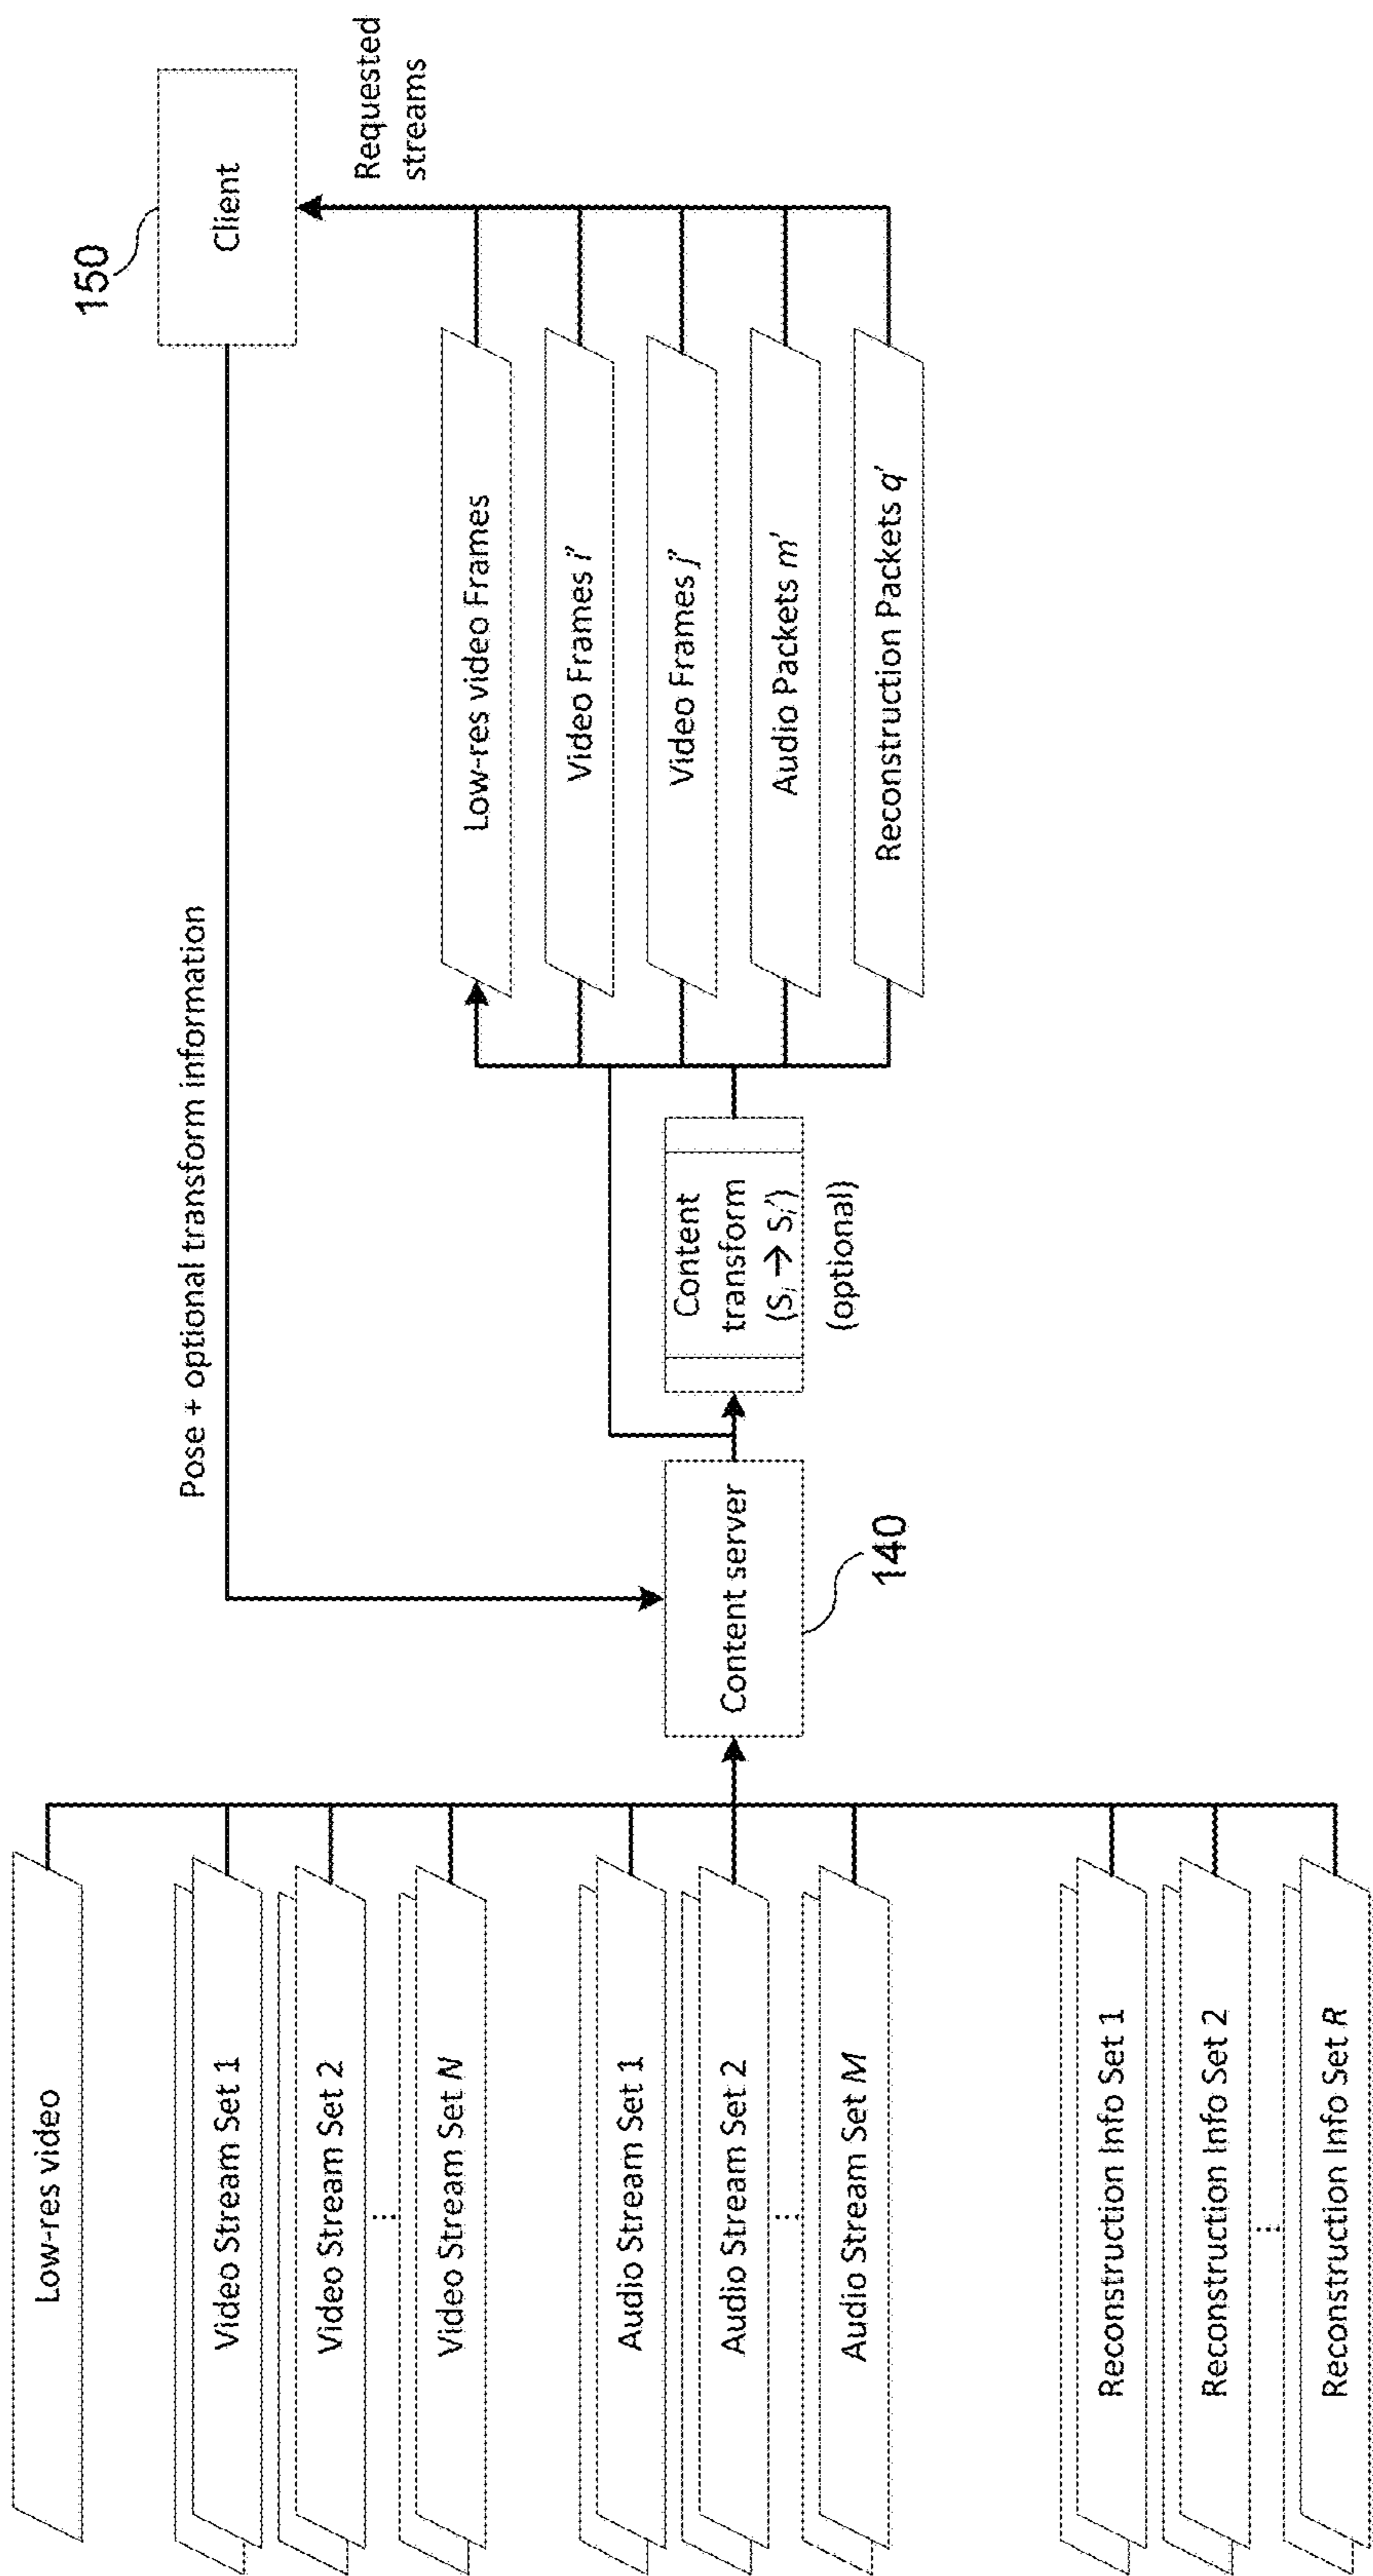 Low-res video
Video Stream Set 1
Video Stream Set 2
...
Video Stream Set N
Audio Stream Set 1
Audio Stream Set 2
...
Audio Stream Set M
Reconstruction Info Set 1
Reconstruction Info Set 2
...
Reconstruction Info Set R
Pose + optional transform information
Content server
140
Content
transform
(Si → Si')
(optional)
Low-res video Frames
Video Frames i'
Video Frames j'
Audio Packets m'
Reconstruction Packets q'
150
Client
Requested
streams